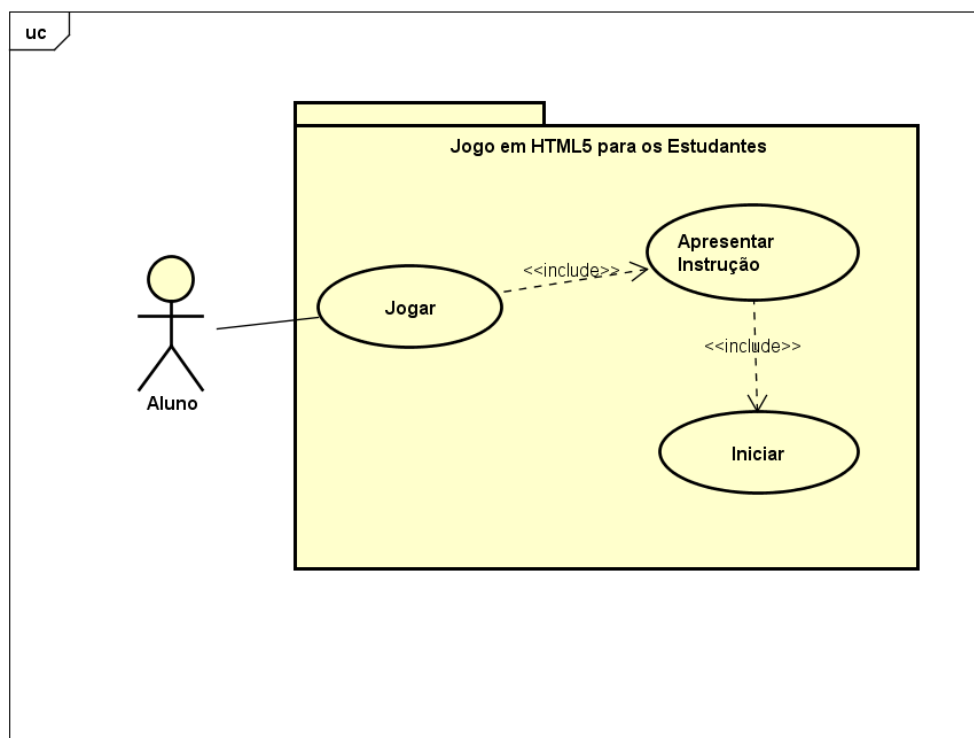 uc
Jogo em HTML5 para os Estudantes
Apresentar
Instrução
<<include>>
Jogar
<<include>>
Aluno
Iniciar